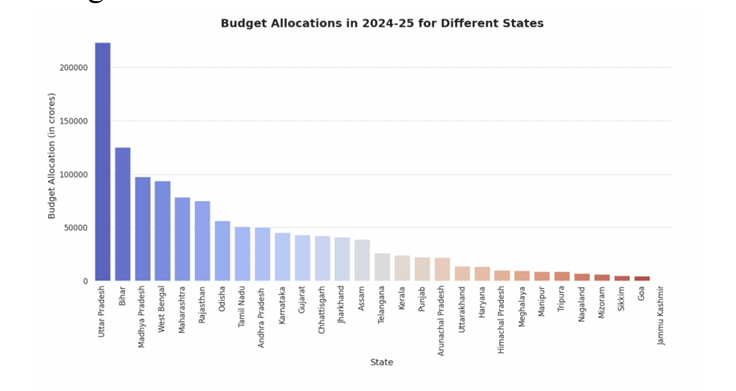 Budget Allocations in 2024-25 for Different States
Budget Allocation (in crores)
200000
150000
100000
50000
0
Uttar Pradesh
Bihar
Madhya Pradesh
West Bengal
Maharashtra
Rajasthan
Odisha
Tamil Nadu
Andhra Pradesh
Karnataka
Gujarat
Chhattisgarh
Jharkhand
Assam
Telangana
Kerala
Punjab
Arunachal Pradesh
Uttarakhand
Haryana
Himachal Pradesh
Meghalaya
Manipur
Tripura
Nagaland
Mizoram
Sikkim
Goa
Jammu Kashmir
State